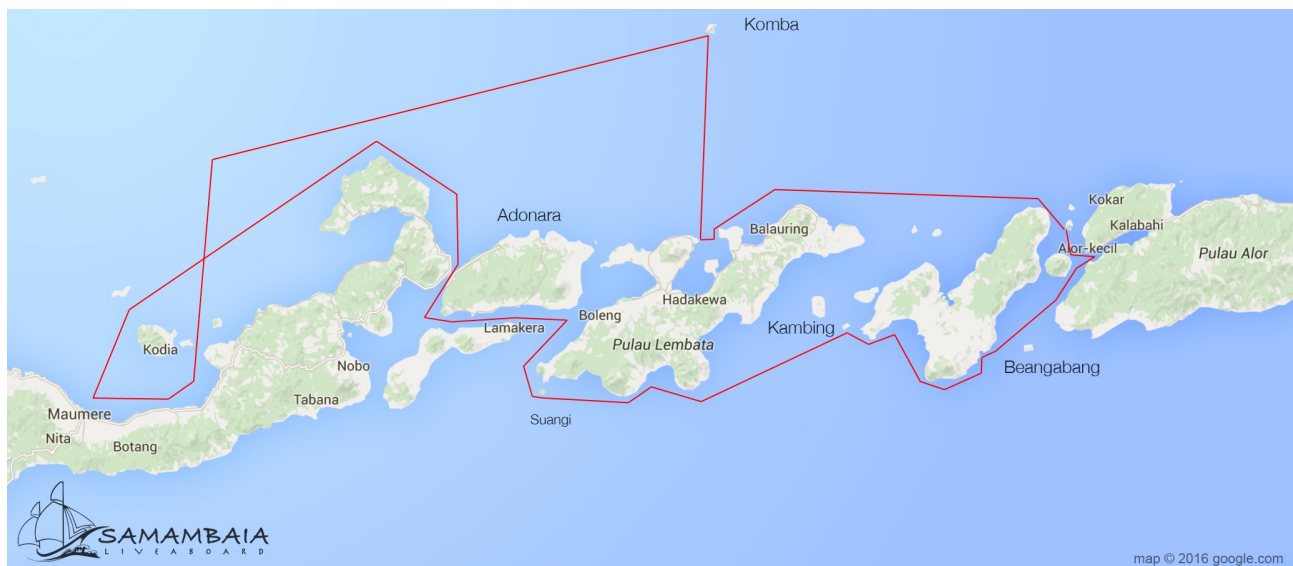 Komba
Kokar
Adonara
Balauring
Kalabahi
Alor-kecil
Pulau Alor
Hadakewa
Boleng
Kambing
Lamakera
Pulau Lembata
Kodia
Nobo
Beangabang
Tabana
Maumere
Suangi
Nita
Botang
SAMAMBAIA
LIVEABOARD
map © 2016 google.com